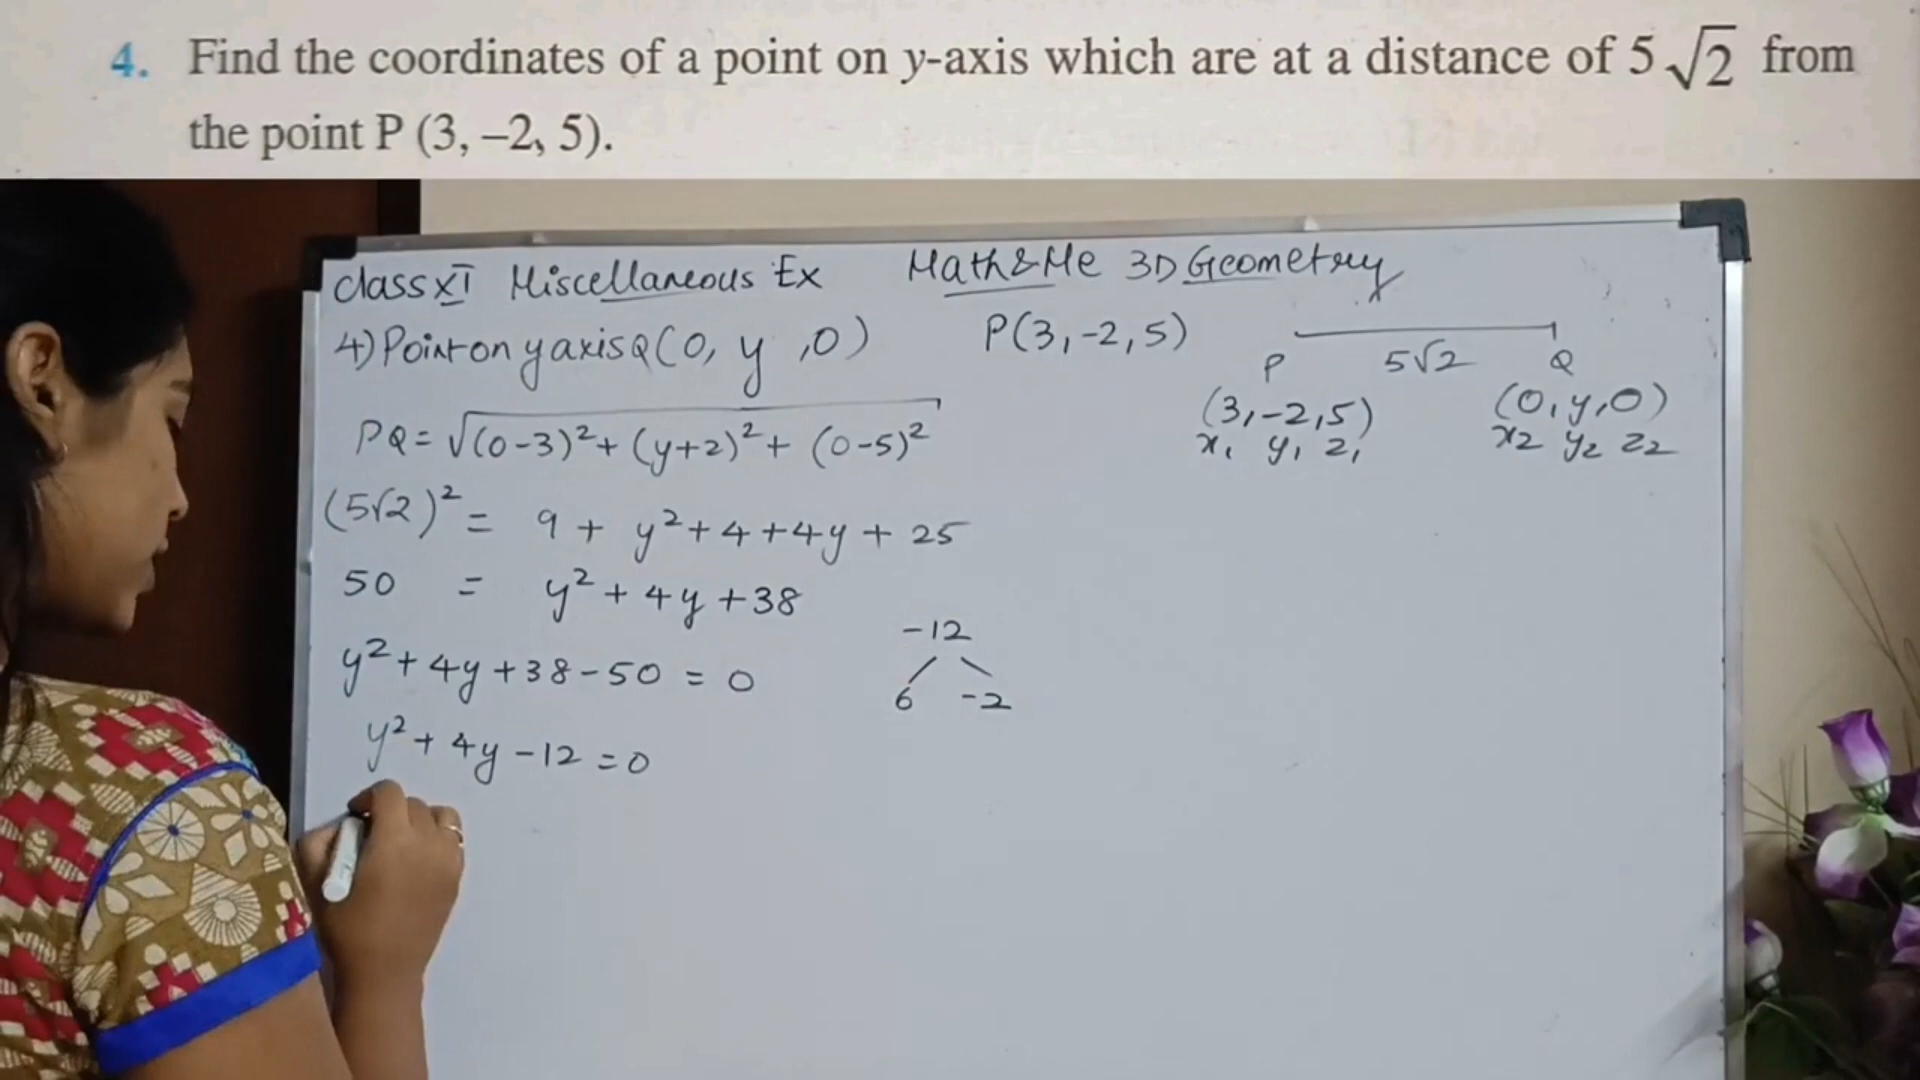 4. Find the coordinates of a point on y-axis which are at a distance of 5√2 from
the point P (3, –2, 5).
class XI Miscellaneous Ex Math&Me 3D Geometry
4) Point on y axis Q(0, y ,0) P(3,-2,5)
P 5√2 Q
(3,-2,5) (0,y,0)
x₁ y₁ z₁ x₂ y₂ z₂
PQ = √(0-3)²+ (y+2)²+ (0-5)²
(5√2)² = 9 + y²+4+4y + 25
50 = y²+ 4y +38
y²+4y+38-50 = 0
y²+ 4y -12 = 0
-12
6 -2